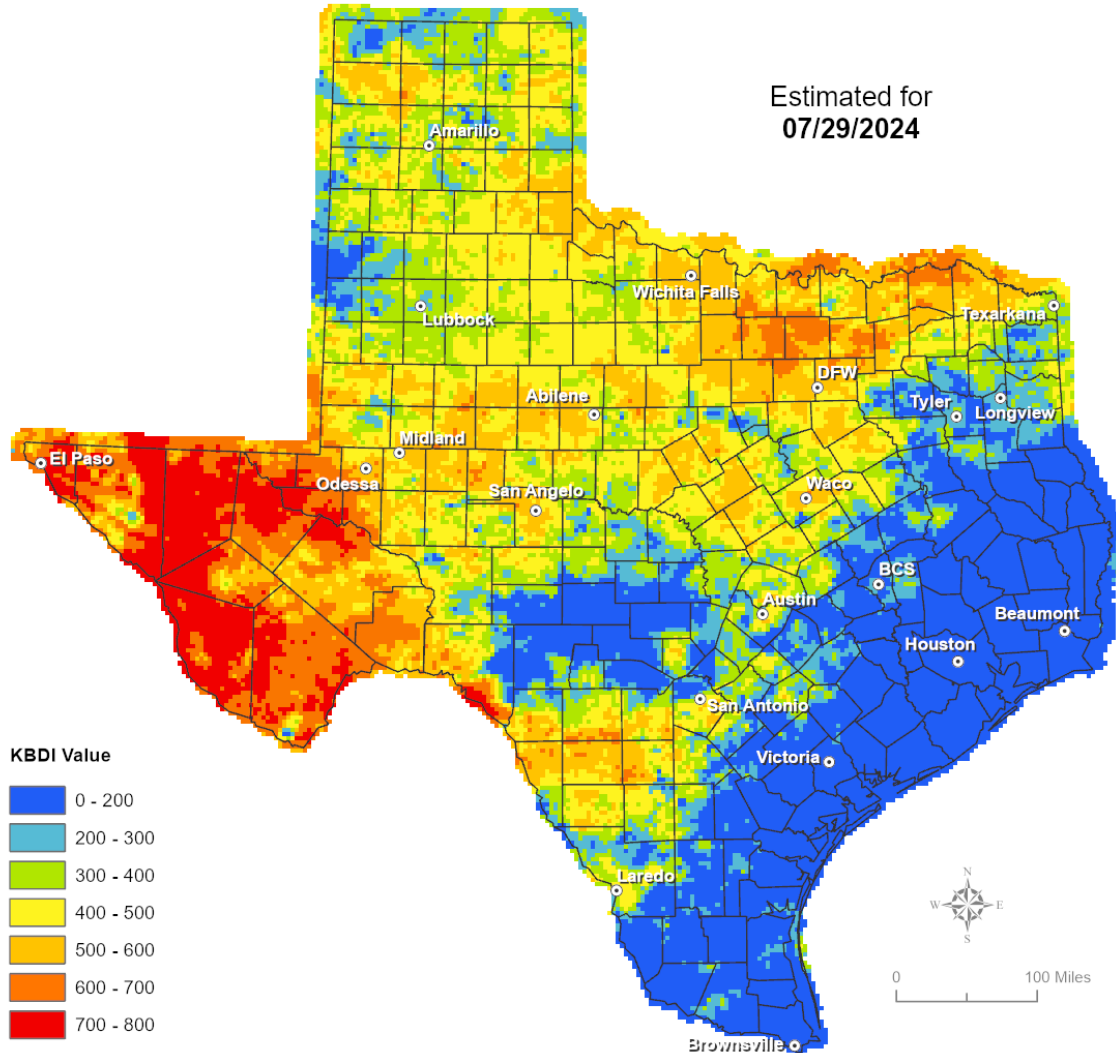 Estimated for
07/29/2024
Amarillo
Wichita Falls
Lubbock
Texarkana
DFW
Abilene
Tyler
Longview
Midland
El Paso
Odessa
San Angelo
Waco
BCS
Austin
Beaumont
Houston
San Antonio
Victoria
KBDI Value
0 - 200
200 - 300
300 - 400
400 - 500
500 - 600
600 - 700
700 - 800
Laredo
N
W E
S
0 100 Miles
Brownsville